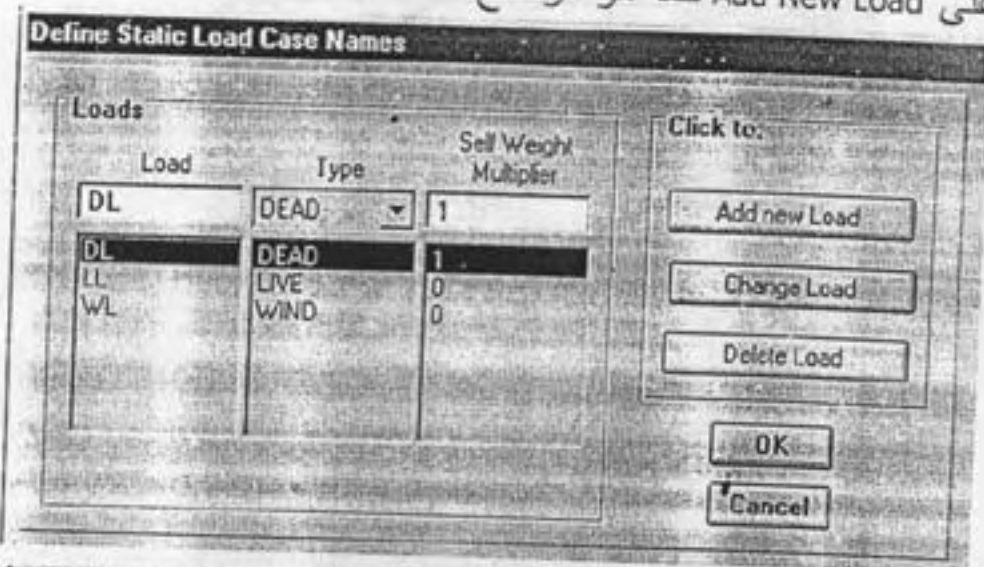 Add New Load
Define Static Load Case Names
Loads
Click to:
Load
Type
Self Weight
Multiplier
DL
DEAD
1
Add new Load
DL DEAD 1
LL LIVE 0
WL WIND 0
Change Load
Delete Load
OK
Cancel